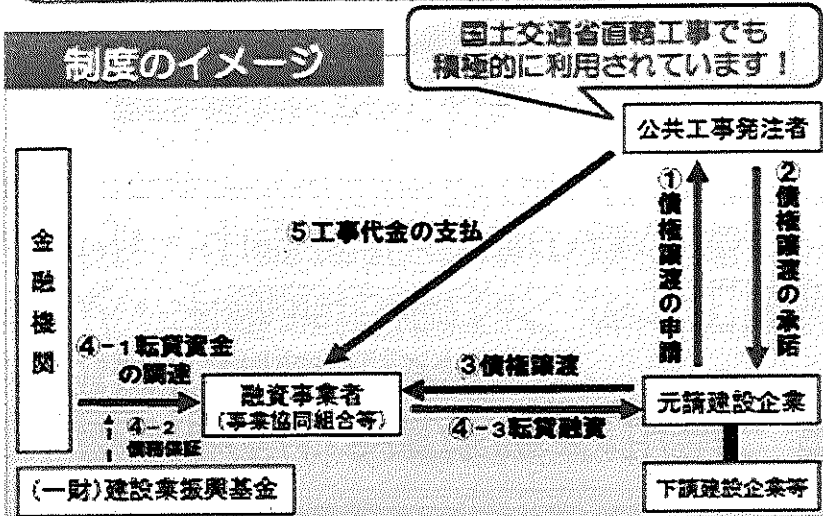 国土交通省直轄工事でも
積極的に利用されています！
制度のイメージ
公共工事発注者
①債権譲渡の申請
②債権譲渡の承諾
金融機関
⑤工事代金の支払
④-1転貸資金
の調達
③債権譲渡
融資事業者
(事業協同組合等)
元請建設企業
④-2
債務保証
④-3転貸融資
(一財)建設業振興基金
下請建設企業等